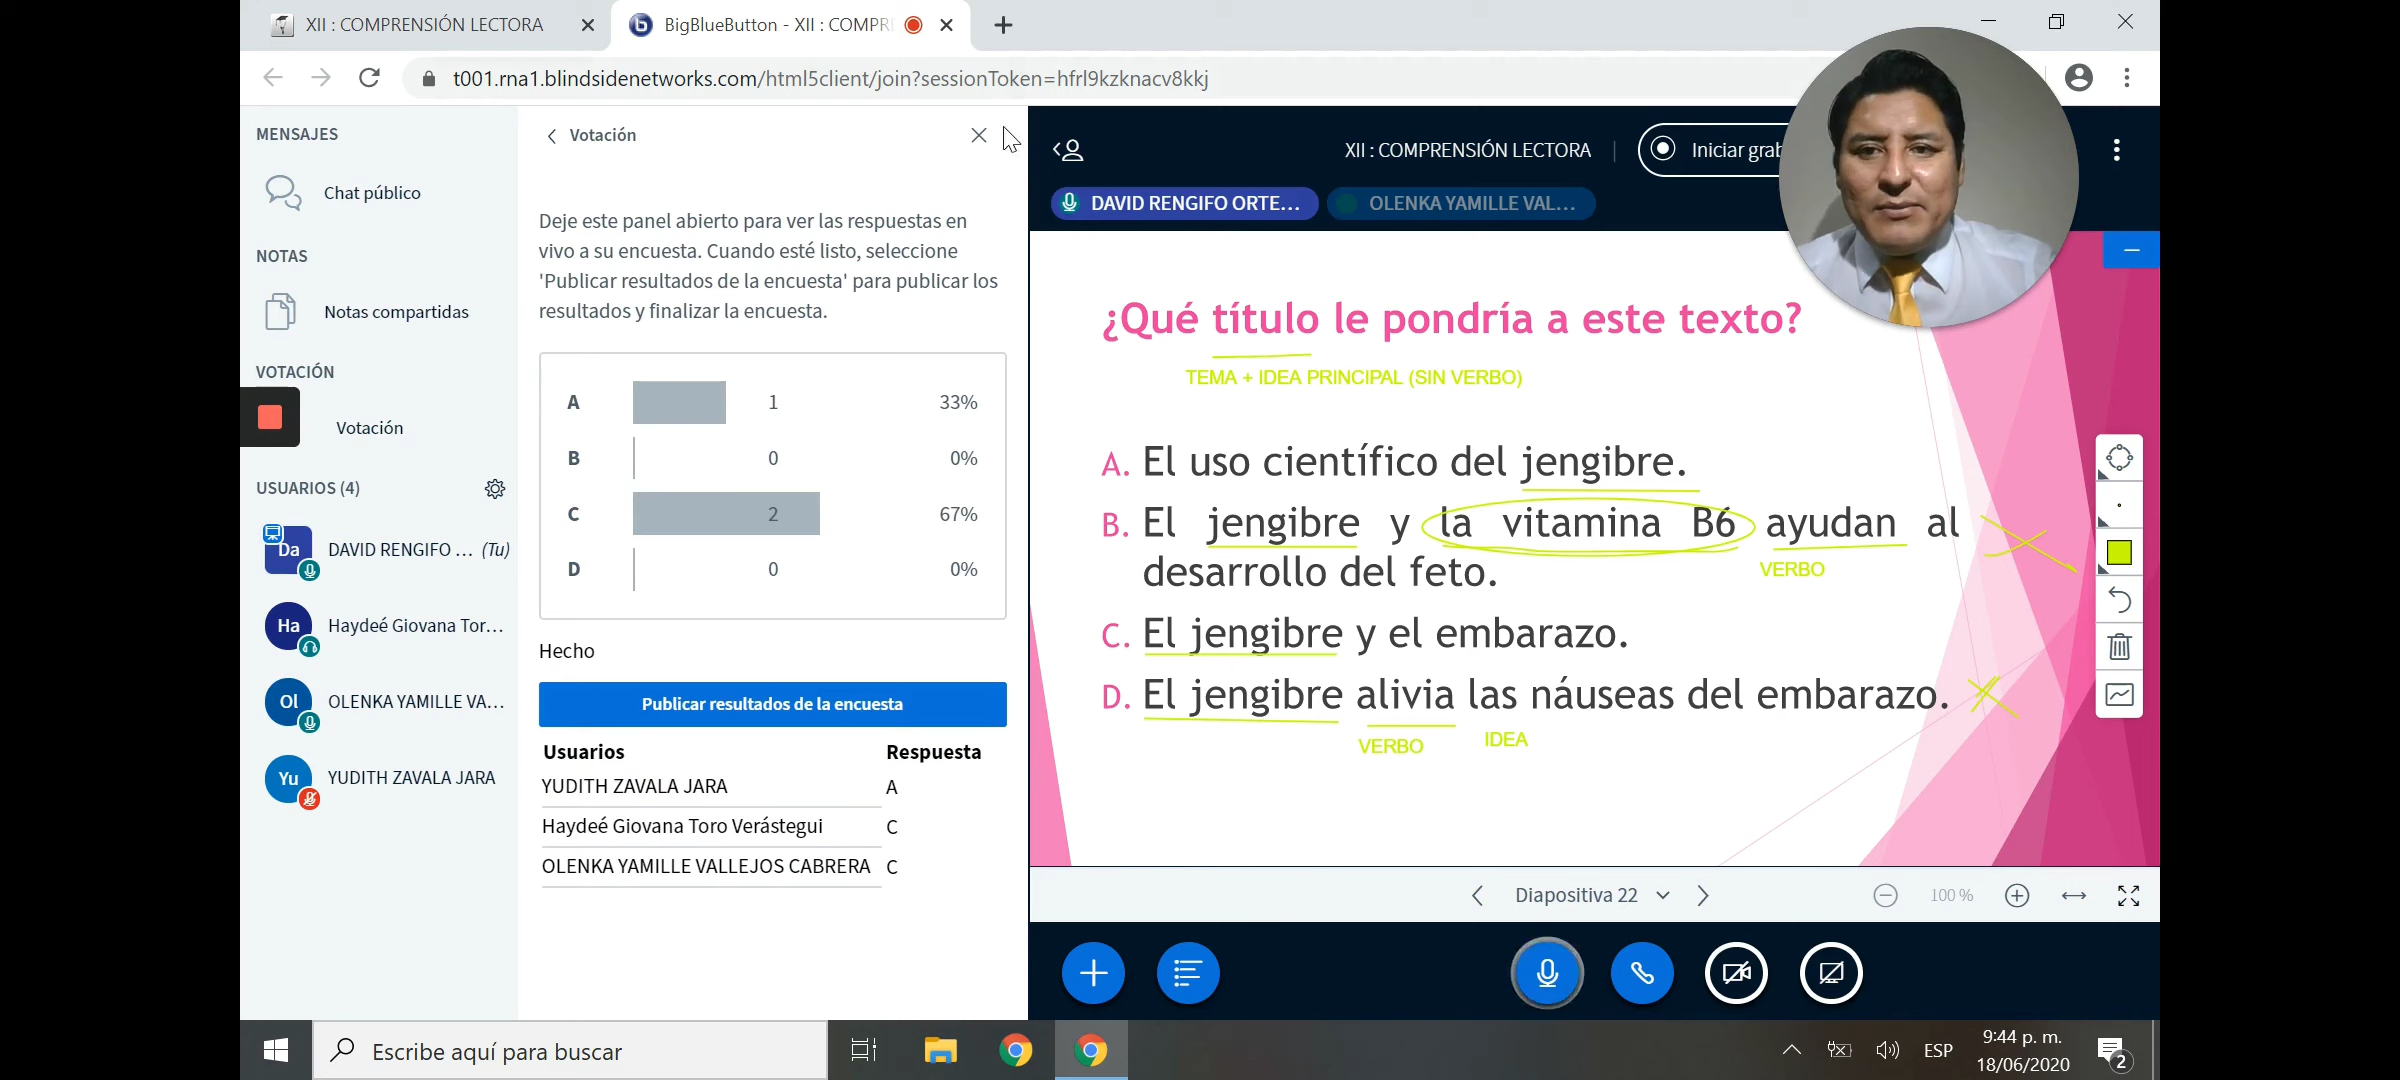 XII : COMPRENSIÓN LECTORA
BigBlueButton - XII : COMPR
t001.rna1.blindsidenetworks.com/html5client/join?sessionToken=hfrl9kzknacv8kkj
MENSAJES
Chat público
NOTAS
Notas compartidas
VOTACIÓN
Votación
USUARIOS (4)
Da
DAVID RENGIFO ... (Tu)
Ha
Haydeé Giovana Tor...
Ol
OLENKA YAMILLE VA...
Yu
YUDITH ZAVALA JARA
Votación
Deje este panel abierto para ver las respuestas en
vivo a su encuesta. Cuando esté listo, seleccione
'Publicar resultados de la encuesta' para publicar los
resultados y finalizar la encuesta.
A 1 33%
B 0 0%
C 2 67%
D 0 0%
Hecho
Publicar resultados de la encuesta
Usuarios Respuesta
YUDITH ZAVALA JARA A
Haydeé Giovana Toro Verástegui C
OLENKA YAMILLE VALLEJOS CABRERA C
XII : COMPRENSIÓN LECTORA
Iniciar grab
DAVID RENGIFO ORTE...
OLENKA YAMILLE VAL...
¿Qué título le pondría a este texto?
TEMA + IDEA PRINCIPAL (SIN VERBO)
A. El uso científico del jengibre.
B. El jengibre y la vitamina B6 ayudan al
desarrollo del feto.
VERBO
C. El jengibre y el embarazo.
D. El jengibre alivia las náuseas del embarazo.
VERBO
IDEA
Diapositiva 22
100 %
Escribe aquí para buscar
ESP
9:44 p. m.
18/06/2020
2